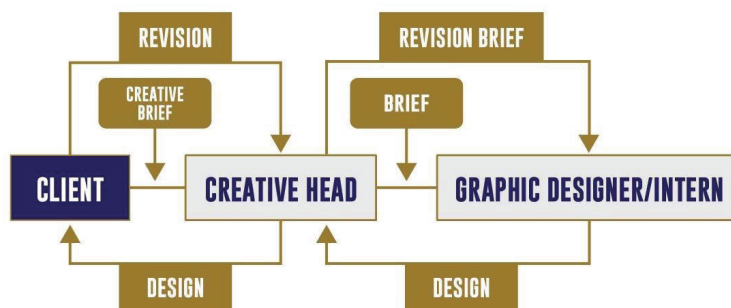 REVISION
REVISION BRIEF
CREATIVE
BRIEF
BRIEF
CLIENT
CREATIVE HEAD
GRAPHIC DESIGNER/INTERN
DESIGN
DESIGN